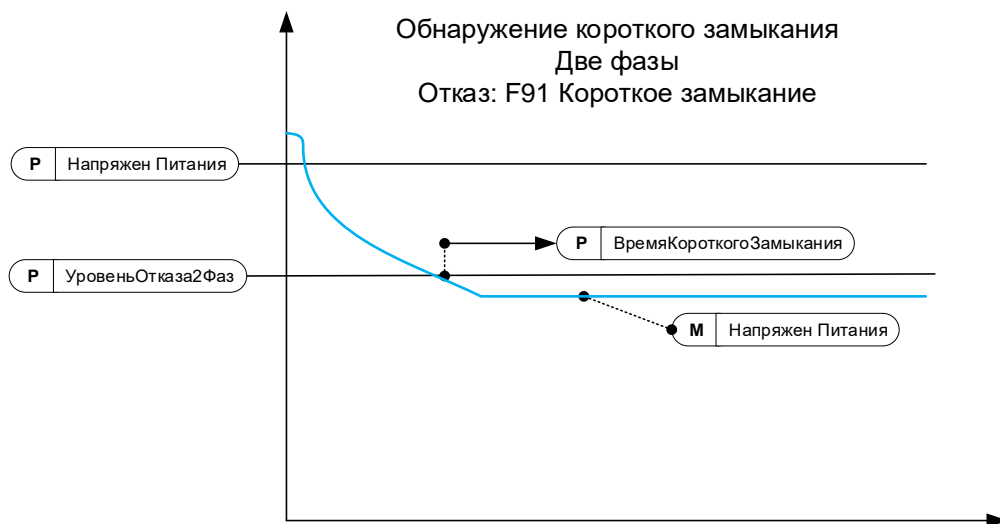 Обнаружение короткого замыкания
Две фазы
Отказ: F91 Короткое замыкание
P Напряжен Питания
P ВремяКороткогоЗамыкания
P УровеньОтказа2Фаз
M Напряжен Питания